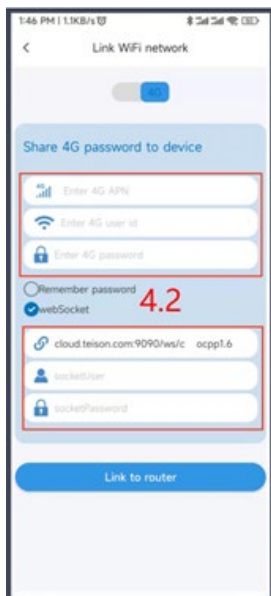 1:46 PM | 1.1KB/s
Link WiFi network
4G
Share 4G password to device
Enter 4G APN
Enter 4G user id
Enter 4G password
Remember password
webSocket
4.2
cloud.teison.com:9090/ws/c ocpp1.6
socketUser
socketPassword
Link to router